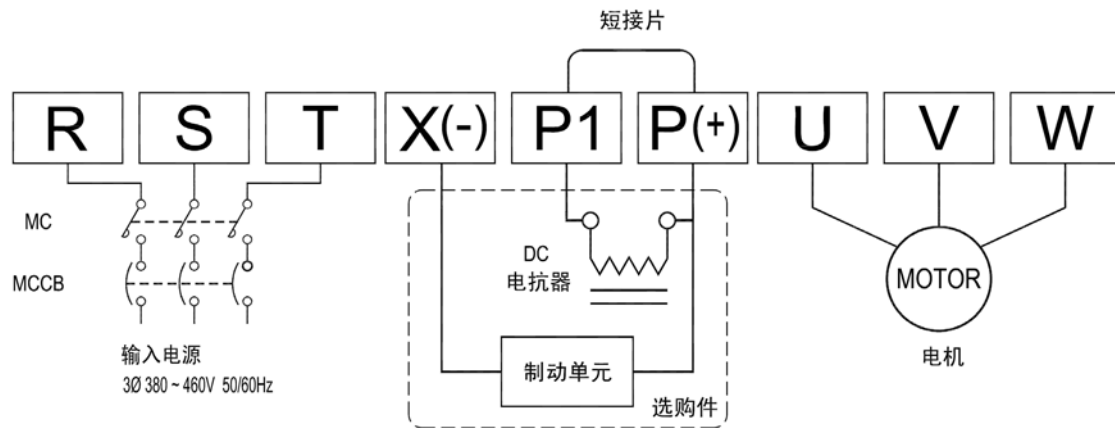 短接片
R S T X(-) P1 P(+) U V W
MC
MCCB
DC
电抗器
MOTOR
制动单元
输入电源
电机
3Ø 380 ~ 460V 50/60Hz
选购件